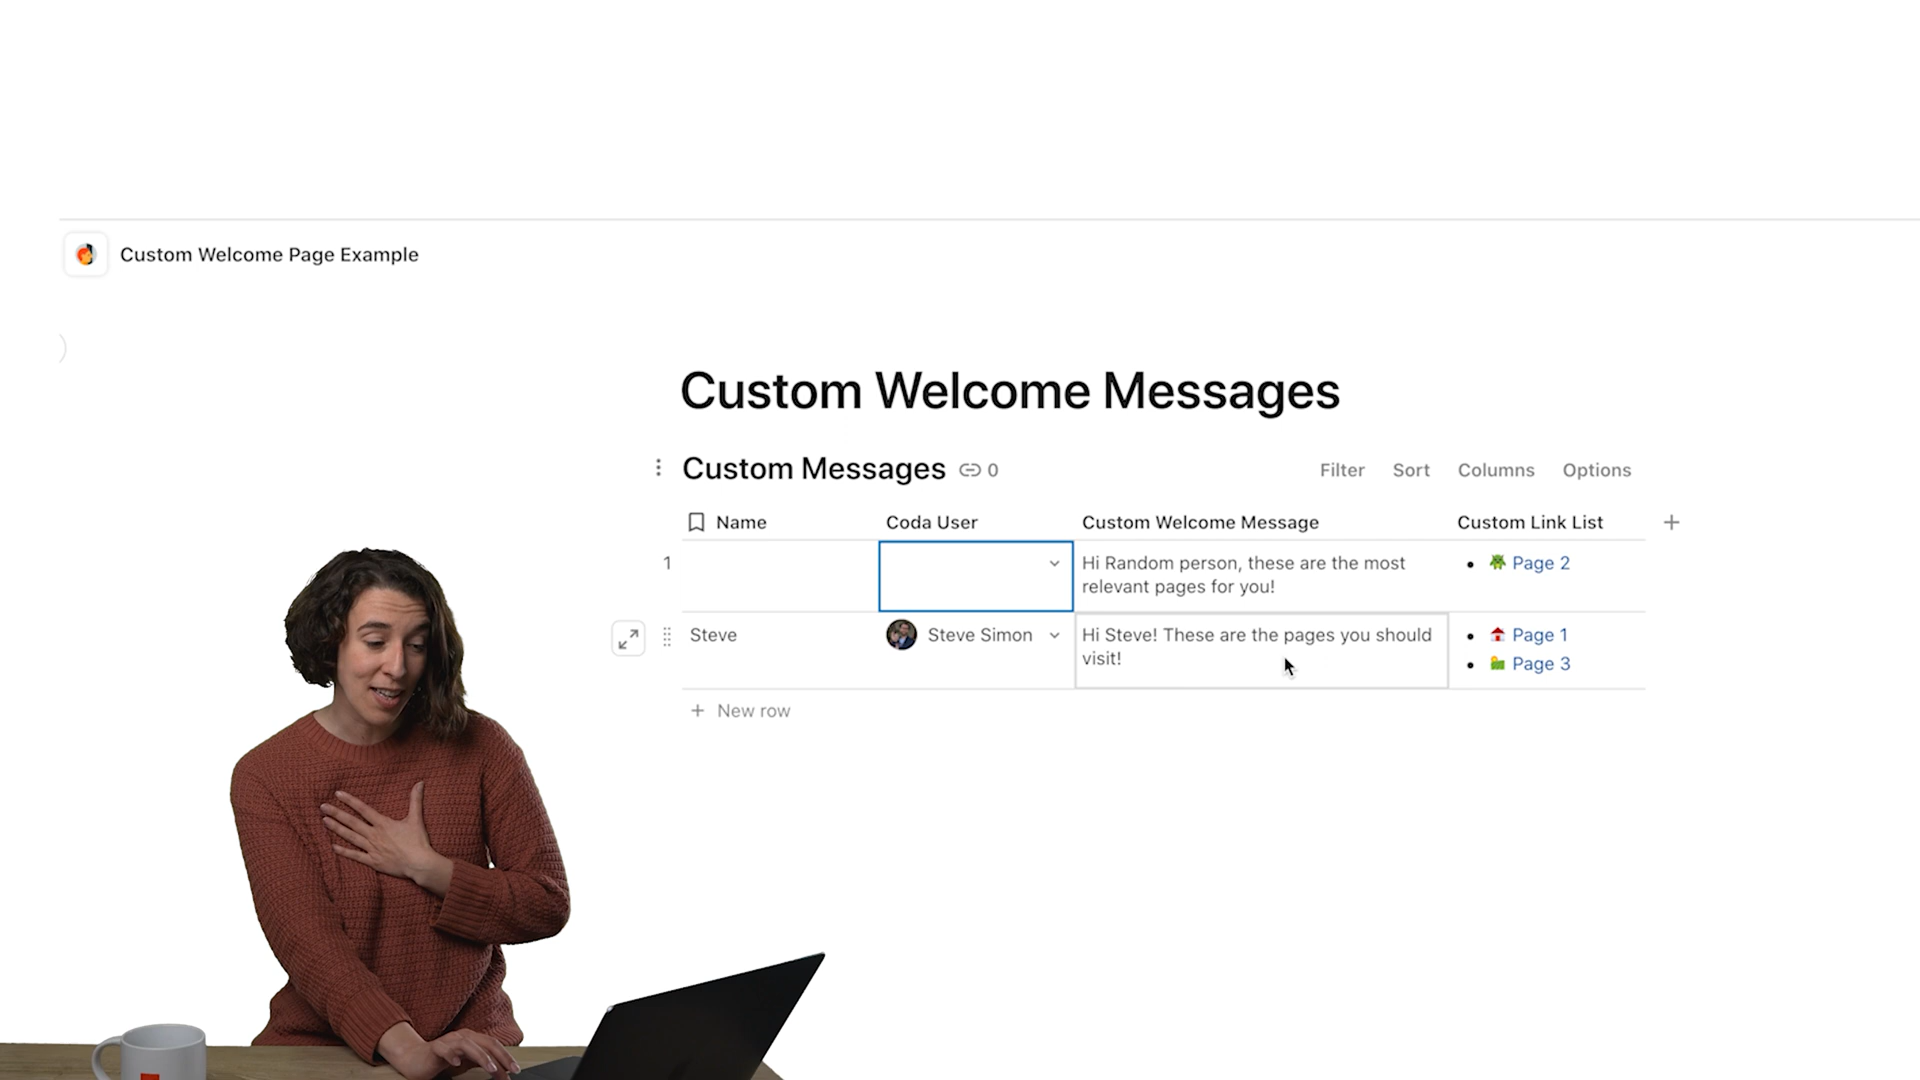 Custom Welcome Page Example
Custom Welcome Messages
Custom Messages 0
Filter Sort Columns Options
Name Coda User Custom Welcome Message Custom Link List
1 Hi Random person, these are the most Page 2
relevant pages for you!
Steve Steve Simon Hi Steve! These are the pages you should Page 1
visit! Page 3
New row